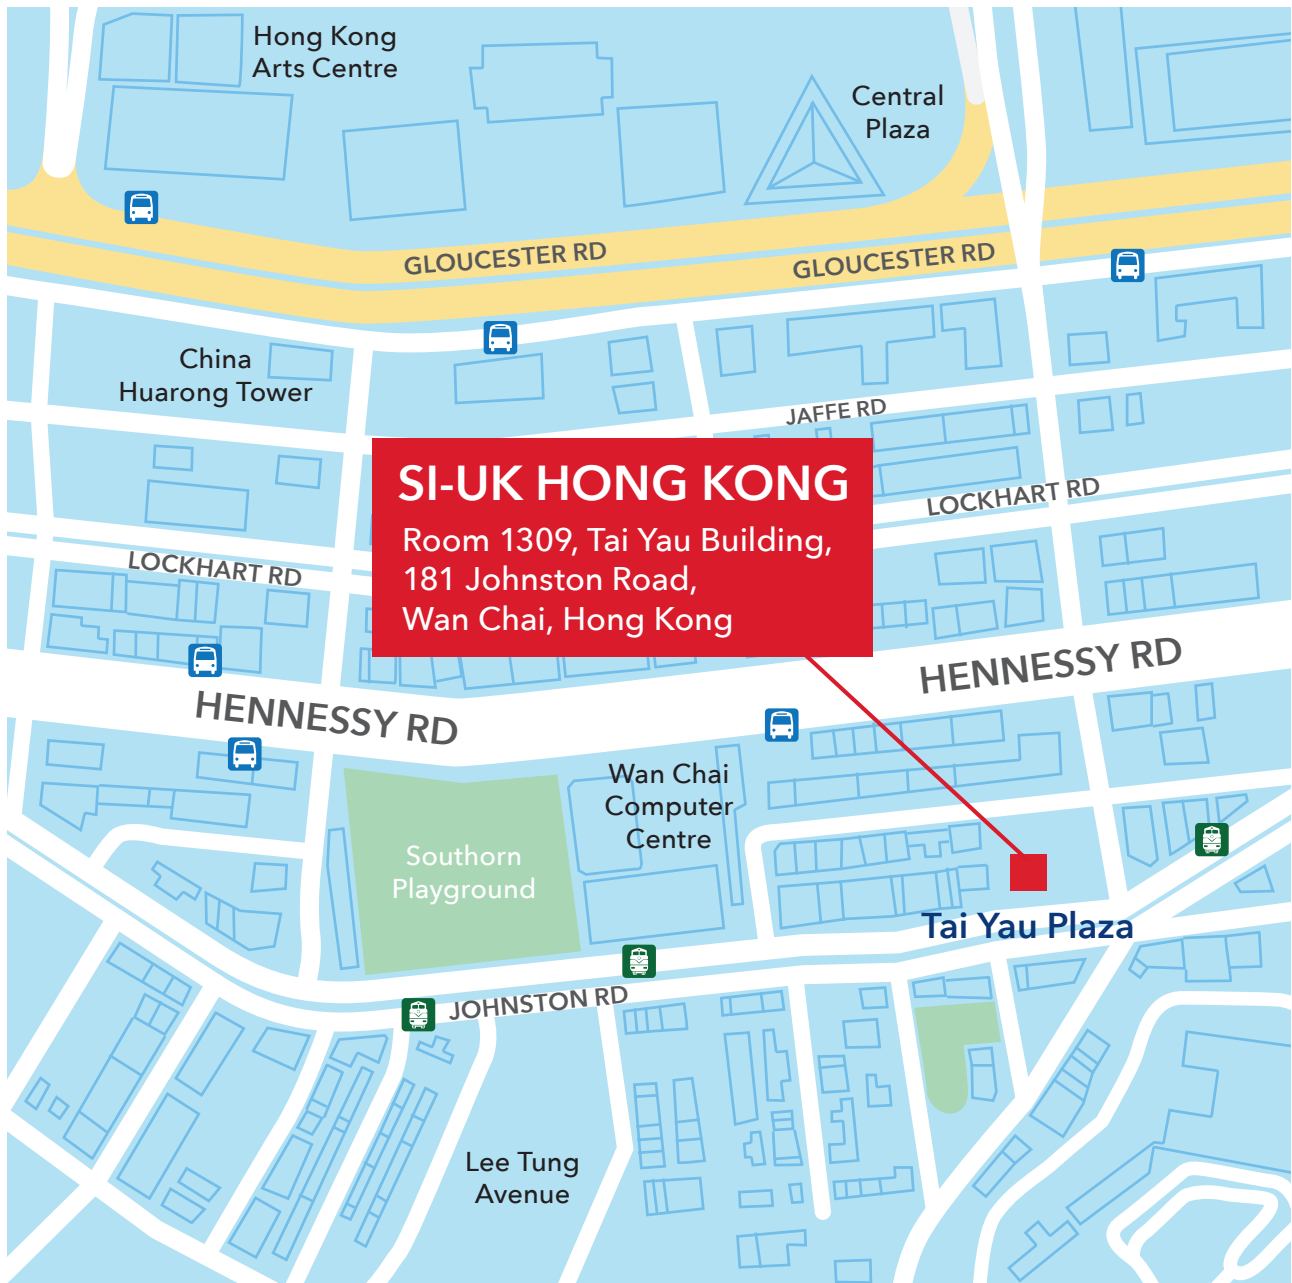 Hong Kong
Arts Centre
Central
Plaza
GLOUCESTER RD
GLOUCESTER RD
China
Huarong Tower
JAFFE RD
SI-UK HONG KONG
Room 1309, Tai Yau Building,
181 Johnston Road,
Wan Chai, Hong Kong
LOCKHART RD
LOCKHART RD
HENNESSY RD
HENNESSY RD
Wan Chai
Computer
Centre
Southorn
Playground
Tai Yau Plaza
JOHNSTON RD
Lee Tung
Avenue